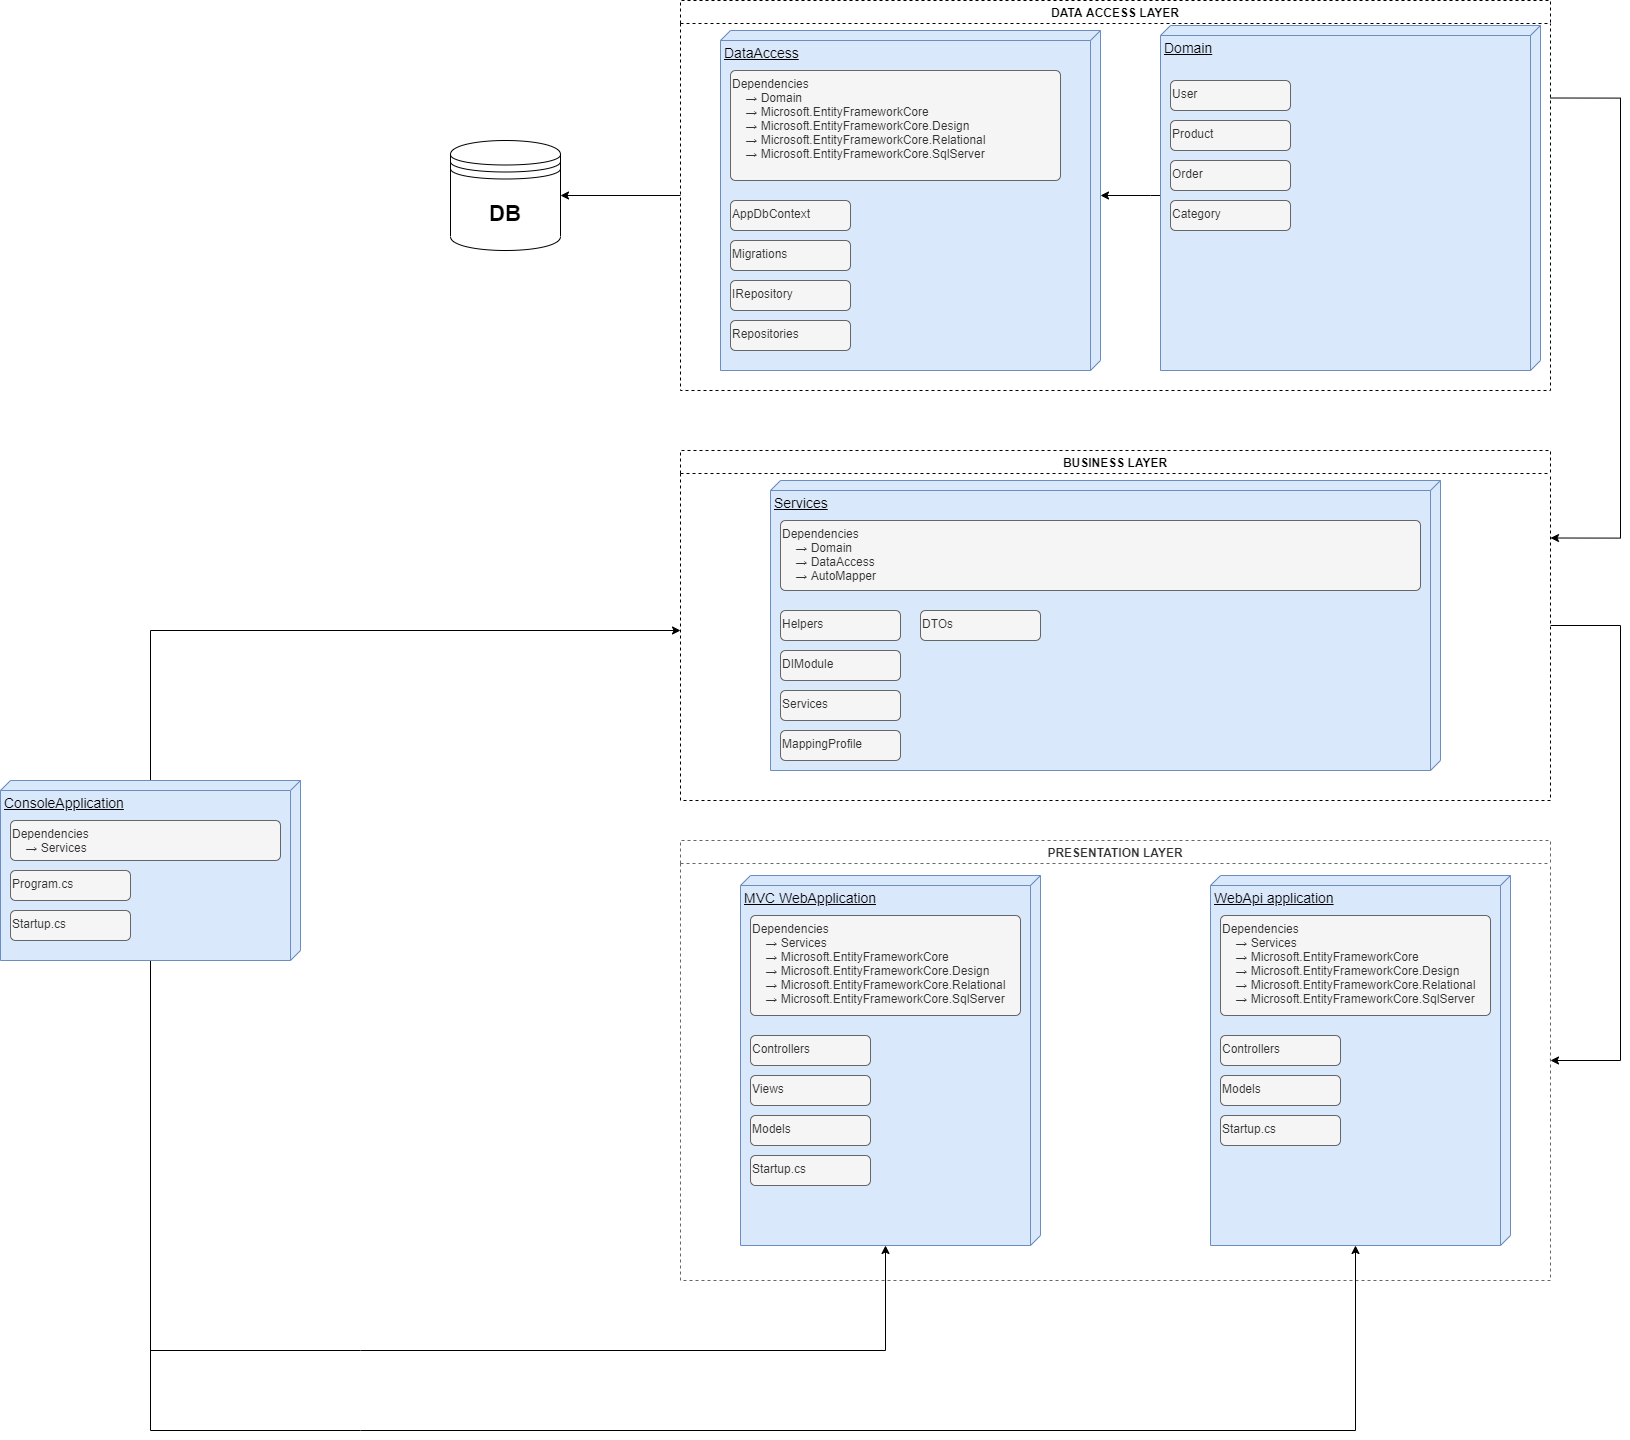 DATA ACCESS LAYER
DataAccess
Dependencies
→ Domain
→ Microsoft.EntityFrameworkCore
→ Microsoft.EntityFrameworkCore.Design
→ Microsoft.EntityFrameworkCore.Relational
→ Microsoft.EntityFrameworkCore.SqlServer
AppDbContext
Migrations
IRepository
Repositories
Domain
User
Product
Order
Category
DB
BUSINESS LAYER
Services
Dependencies
→ Domain
→ DataAccess
→ AutoMapper
Helpers
DTOs
DIModule
Services
MappingProfile
ConsoleApplication
Dependencies
→ Services
Program.cs
Startup.cs
PRESENTATION LAYER
MVC WebApplication
Dependencies
→ Services
→ Microsoft.EntityFrameworkCore
→ Microsoft.EntityFrameworkCore.Design
→ Microsoft.EntityFrameworkCore.Relational
→ Microsoft.EntityFrameworkCore.SqlServer
Controllers
Views
Models
Startup.cs
WebApi application
Dependencies
→ Services
→ Microsoft.EntityFrameworkCore
→ Microsoft.EntityFrameworkCore.Design
→ Microsoft.EntityFrameworkCore.Relational
→ Microsoft.EntityFrameworkCore.SqlServer
Controllers
Models
Startup.cs